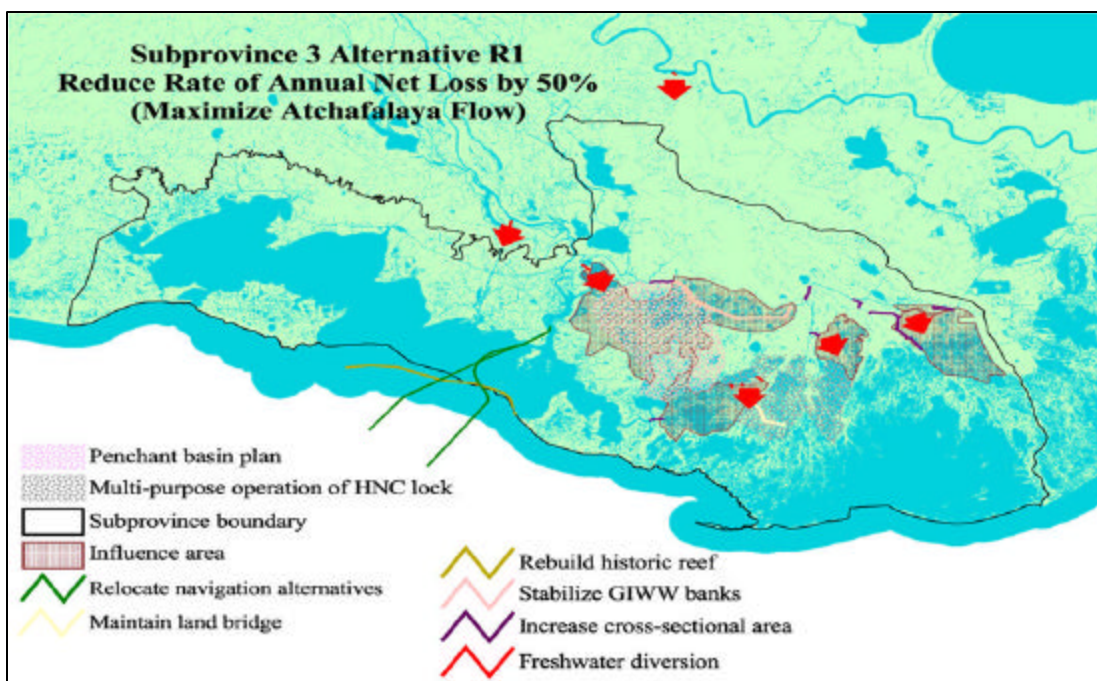 Subprovince 3 Alternative R1
Reduce Rate of Annual Net Loss by 50%
(Maximize Atchafalaya Flow)
Penchant basin plan
Multi-purpose operation of HNC lock
Subprovince boundary
Influence area
Relocate navigation alternatives
Maintain land bridge
Rebuild historic reef
Stabilize GIWW banks
Increase cross-sectional area
Freshwater diversion